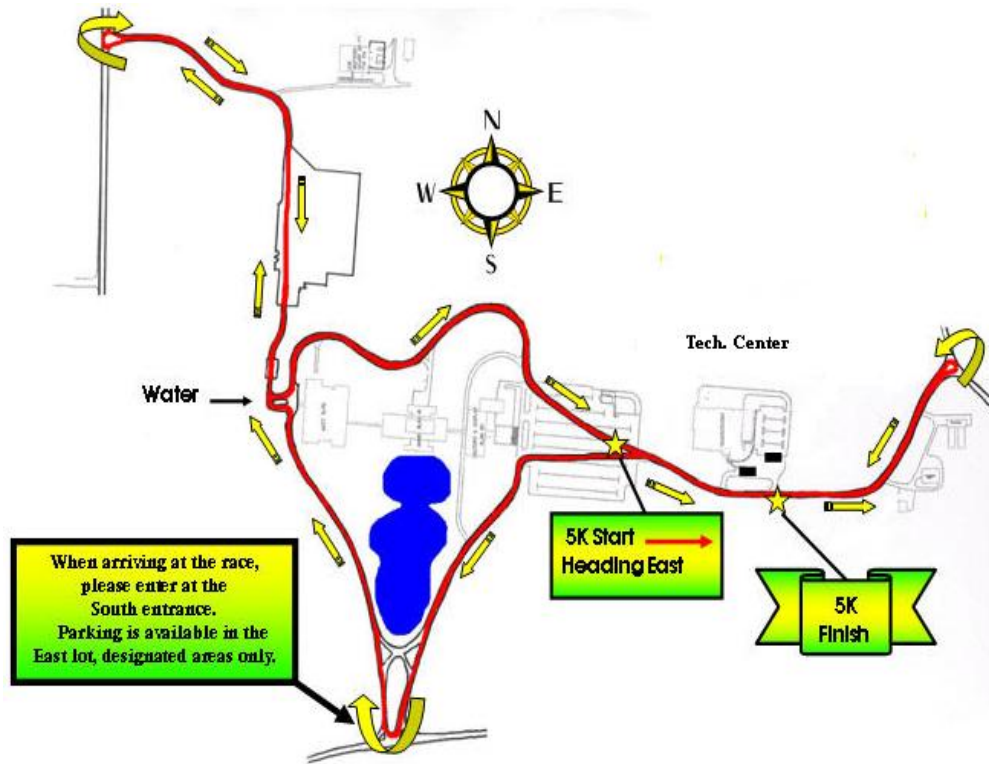 N
W
E
S
Tech. Center
Water
5K Start
Heading East
When arriving at the race,
please enter at the
South entrance.
Parking is available in the
East lot, designated areas only.
5K
Finish